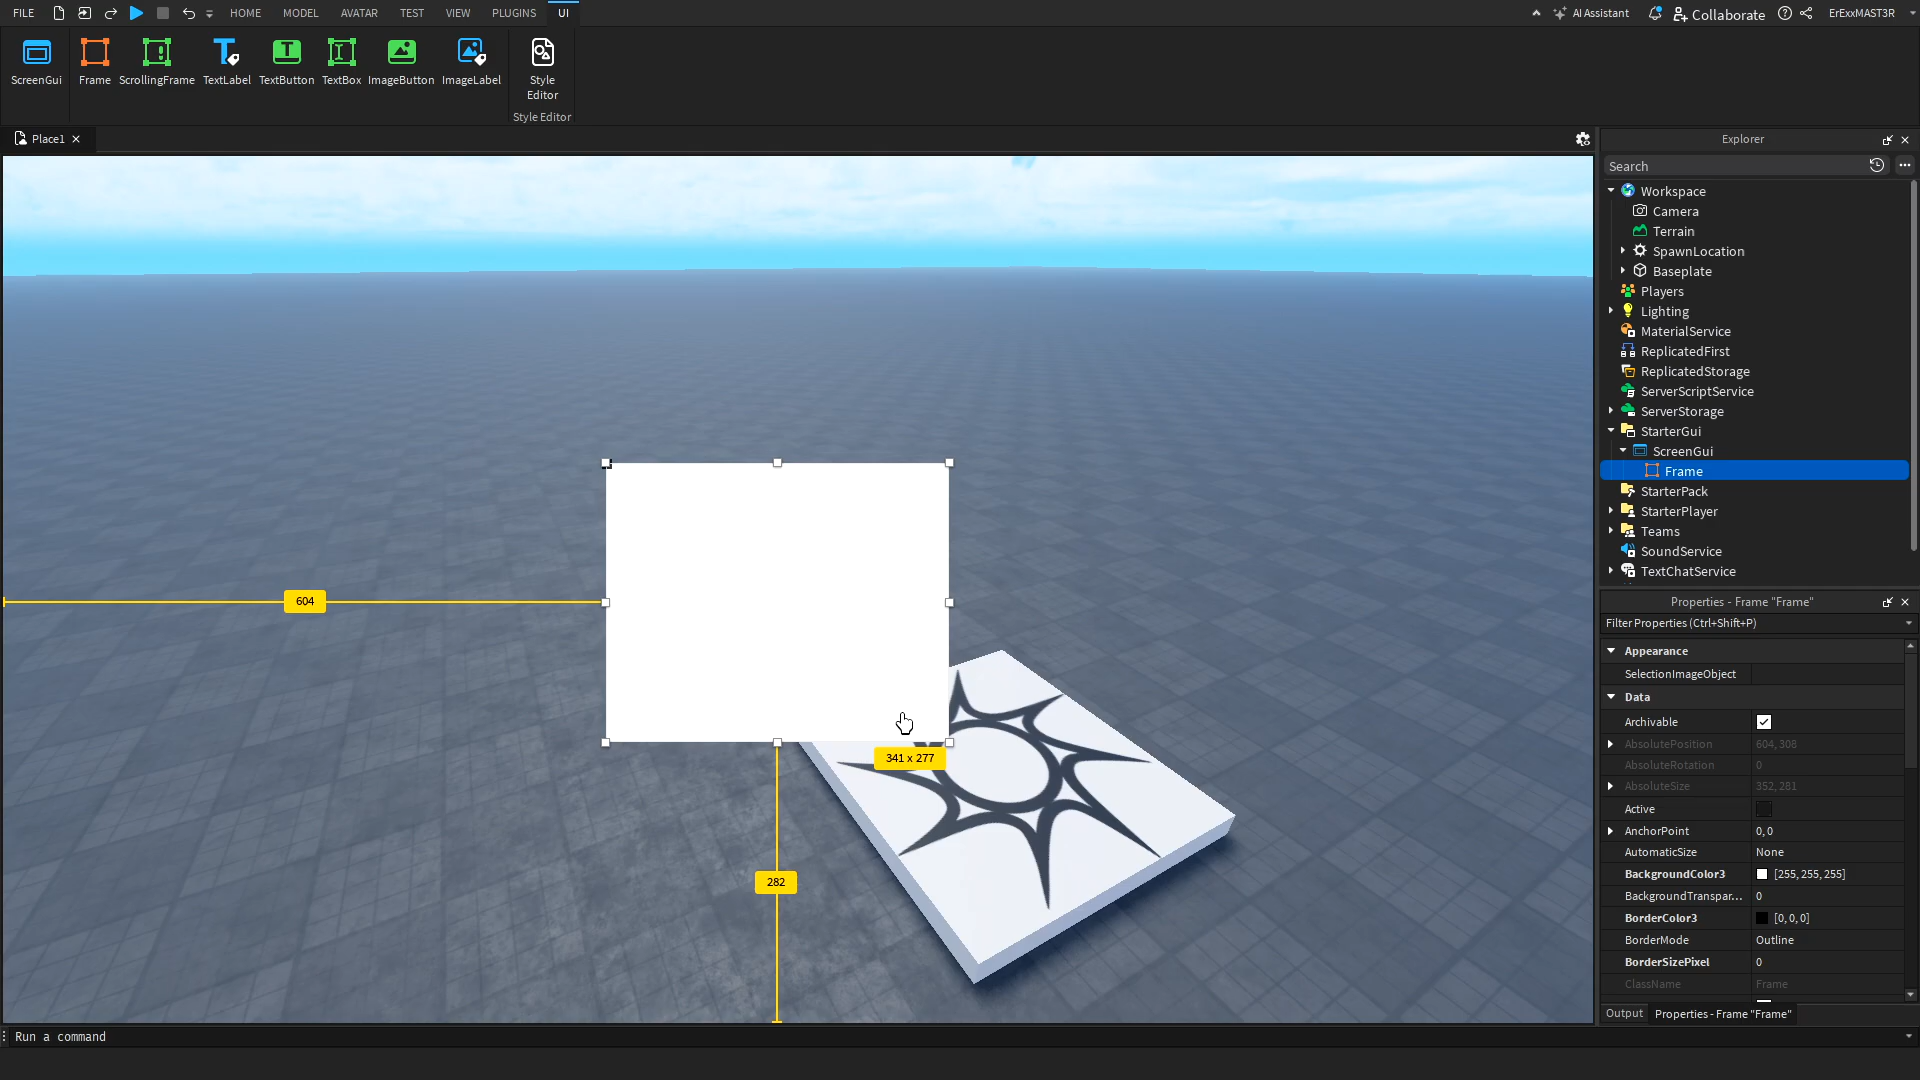 FILE HOME MODEL AVATAR TEST VIEW PLUGINS UI AI Assistant Collaborate ErExxMAST3R
ScreenGui Frame ScrollingFrame TextLabel TextButton TextBox ImageButton ImageLabel Style
Editor
Style Editor
Place1
Explorer
Search
Workspace
Camera
Terrain
SpawnLocation
Baseplate
Players
Lighting
MaterialService
ReplicatedFirst
ReplicatedStorage
ServerScriptService
ServerStorage
StarterGui
ScreenGui
Frame
StarterPack
StarterPlayer
Teams
SoundService
TextChatService
604
341 x 277
282
Properties - Frame "Frame"
Filter Properties (Ctrl+Shift+P)
Appearance
SelectionImageObject
Data
Archivable
AbsolutePosition 604, 308
AbsoluteRotation 0
AbsoluteSize 352, 281
Active
AnchorPoint 0, 0
AutomaticSize None
BackgroundColor3 [255, 255, 255]
BackgroundTranspar... 0
BorderColor3 [0, 0, 0]
BorderMode Outline
BorderSizePixel 0
ClassName Frame
Output Properties - Frame "Frame"
Run a command